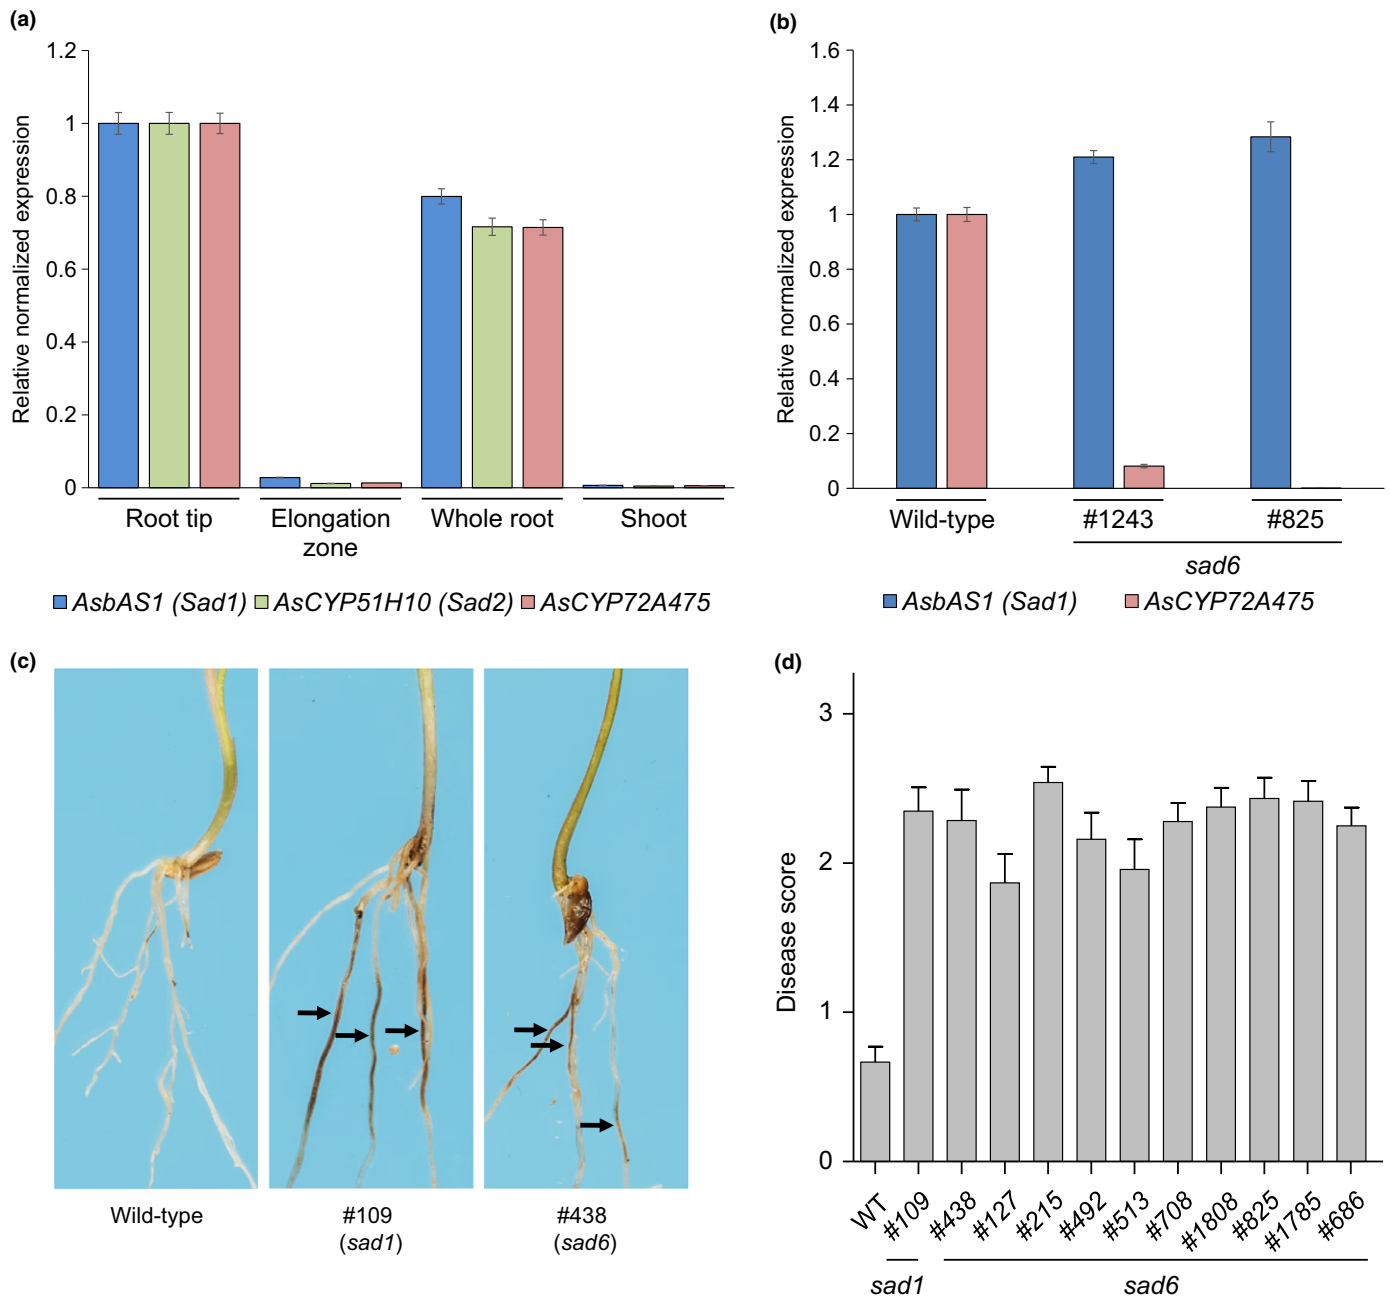 (a)
1.2
1
0.8
0.6
0.4
0.2
0
Relative normalized expression
Root tip
Elongation
zone
Whole root
Shoot
AsbAS1 (Sad1) AsCYP51H10 (Sad2) AsCYP72A475
(b)
1.6
1.4
1.2
1
0.8
0.6
0.4
0.2
0
Relative normalized expression
Wild-type
#1243
#825
sad6
AsbAS1 (Sad1) AsCYP72A475
(c)
Wild-type
#109
(sad1)
#438
(sad6)
(d)
3
2
1
0
Disease score
WT
#109
#438
#127
#215
#492
#513
#708
#1808
#825
#1785
#686
sad1
sad6